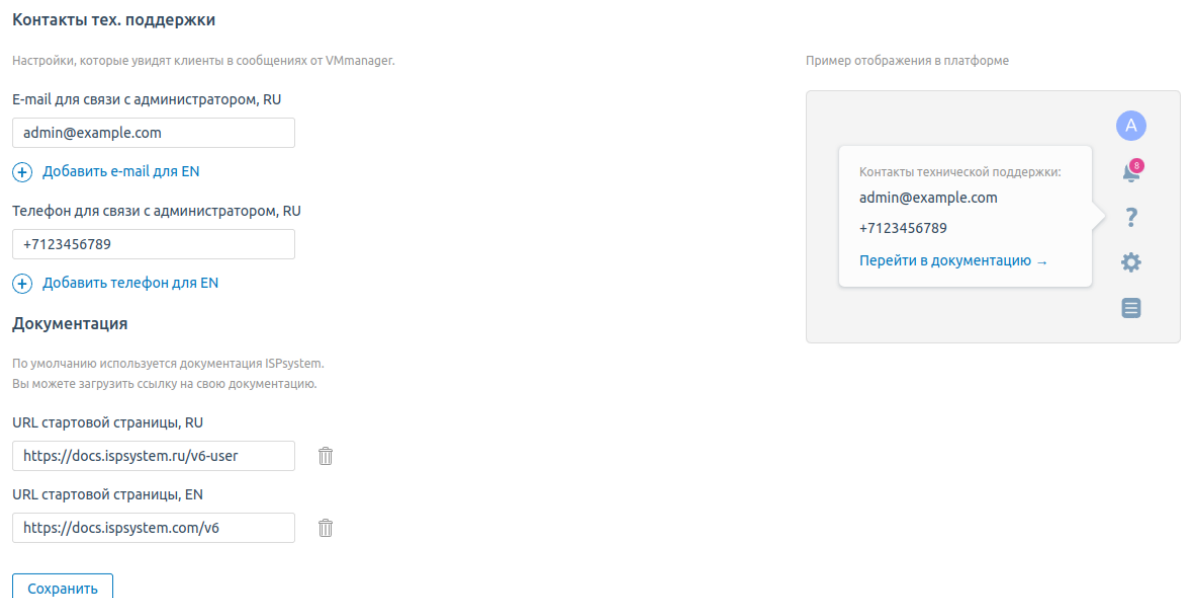 Контакты тех. поддержки
Настройки, которые увидят клиенты в сообщениях от VMmanager.
E-mail для связи с администратором, RU
admin@example.com
Добавить e-mail для EN
Телефон для связи с администратором, RU
+7123456789
Добавить телефон для EN
Документация
По умолчанию используется документация ISPsystem.
Вы можете загрузить ссылку на свою документацию.
URL стартовой страницы, RU
https://docs.ispsystem.ru/v6-user
URL стартовой страницы, EN
https://docs.ispsystem.com/v6
Сохранить
Пример отображения в платформе
A
8
Контакты технической поддержки:
admin@example.com
+7123456789
Перейти в документацию →
?